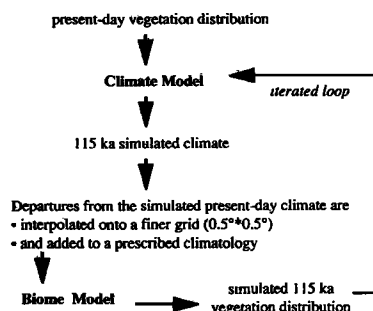 present-day vegetation distribution
Climate Model
iterated loop
115 ka simulated climate
Departures from the simulated present-day climate are
• interpolated onto a finer grid (0.5°*0.5°)
• and added to a prescribed climatology
Biome Model
simulated 115 ka
vegetation distribution